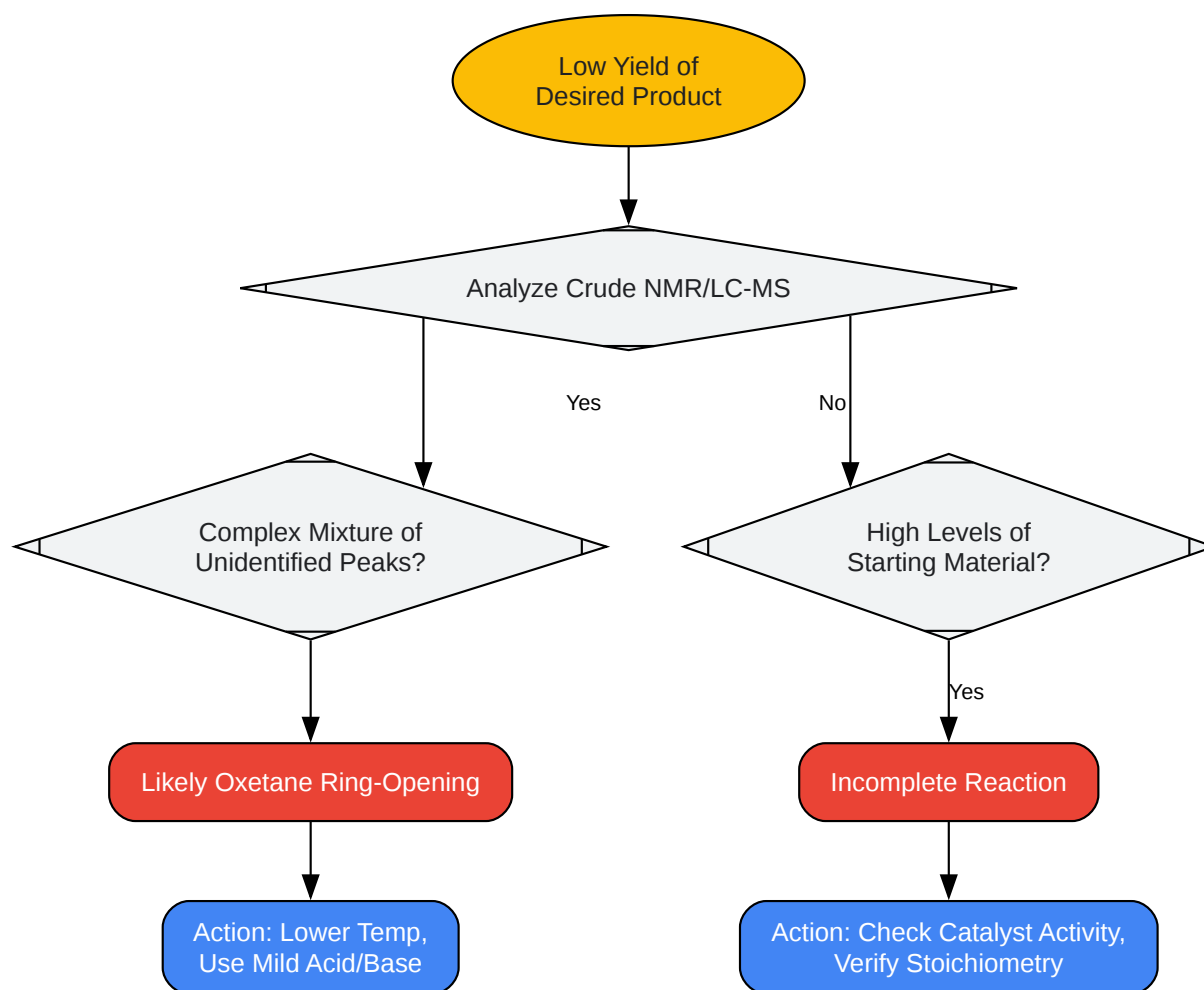 Low Yield of
Desired Product
Analyze Crude NMR/LC-MS
Yes
No
Complex Mixture of
Unidentified Peaks?
High Levels of
Starting Material?
Yes
Likely Oxetane Ring-Opening
Incomplete Reaction
Action: Lower Temp,
Use Mild Acid/Base
Action: Check Catalyst Activity,
Verify Stoichiometry